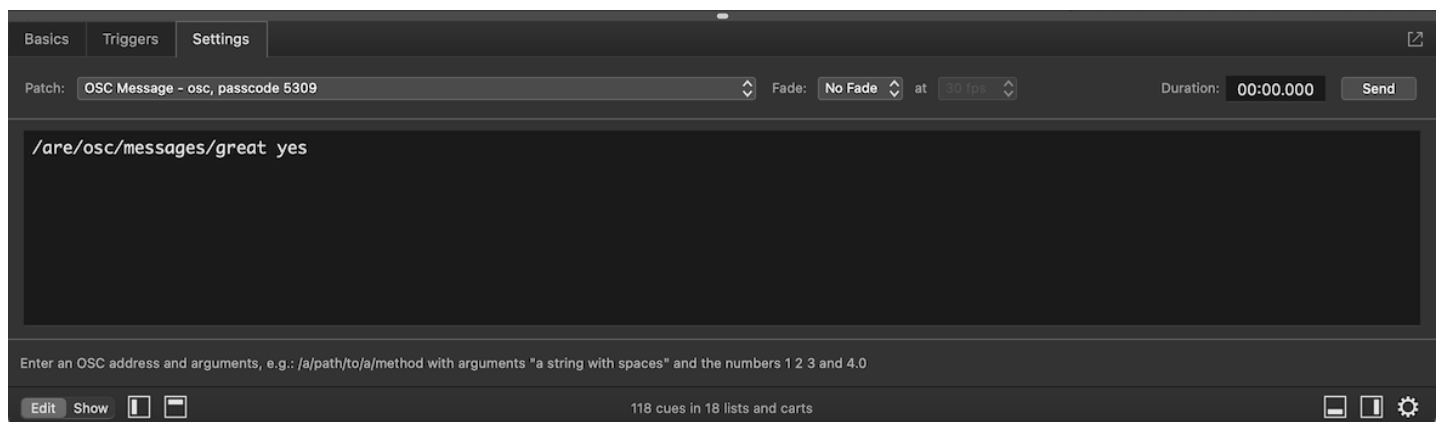 Basics Triggers Settings
Patch: OSC Message - osc, passcode 5309 Fade: No Fade at 30 fps Duration: 00:00.000 Send
/are/osc/messages/great yes
Enter an OSC address and arguments, e.g.: /a/path/to/a/method with arguments "a string with spaces" and the numbers 1 2 3 and 4.0
Edit Show 118 cues in 18 lists and carts